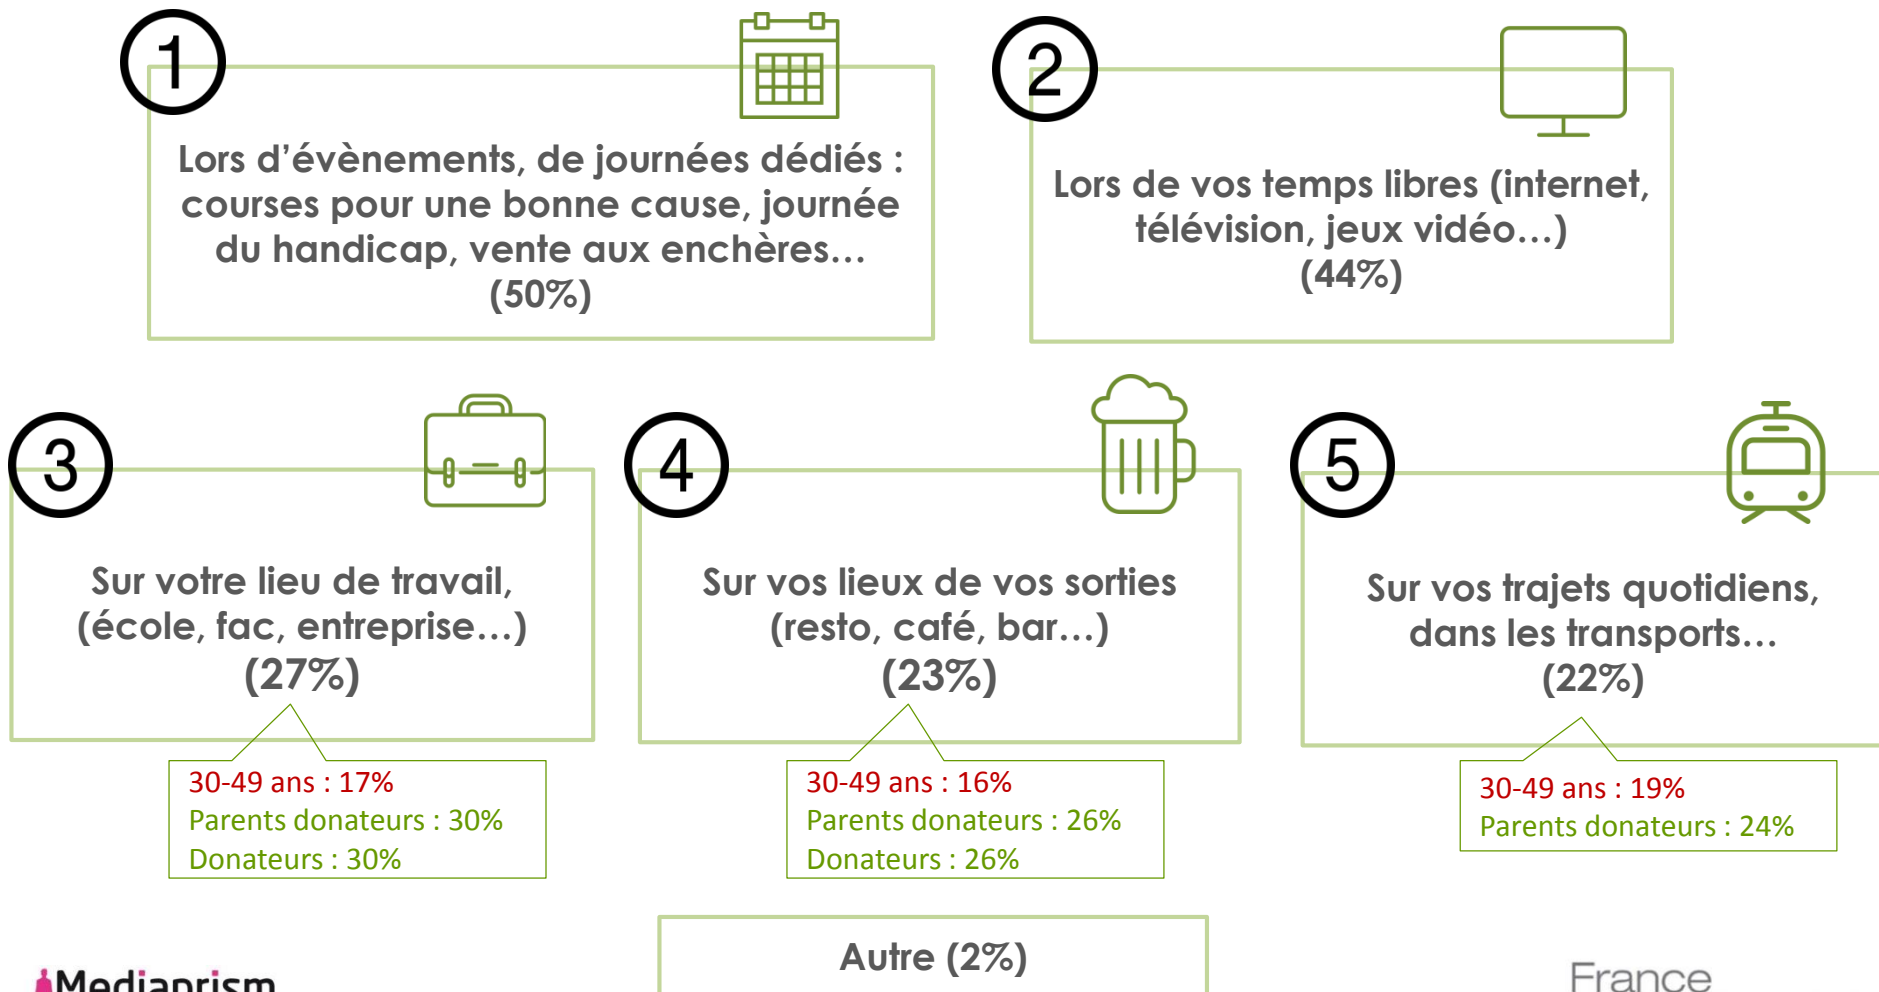 1
Lors d’évènements, de journées dédiés :
courses pour une bonne cause, journée
du handicap, vente aux enchères…
(50%)
2
Lors de vos temps libres (internet,
télévision, jeux vidéo…)
(44%)
3
Sur votre lieu de travail,
(école, fac, entreprise…)
(27%)
30-49 ans : 17%
Parents donateurs : 30%
Donateurs : 30%
4
Sur vos lieux de vos sorties
(resto, café, bar…)
(23%)
30-49 ans : 16%
Parents donateurs : 26%
Donateurs : 26%
5
Sur vos trajets quotidiens,
dans les transports…
(22%)
30-49 ans : 19%
Parents donateurs : 24%
Autre (2%)
Mediaprism
France